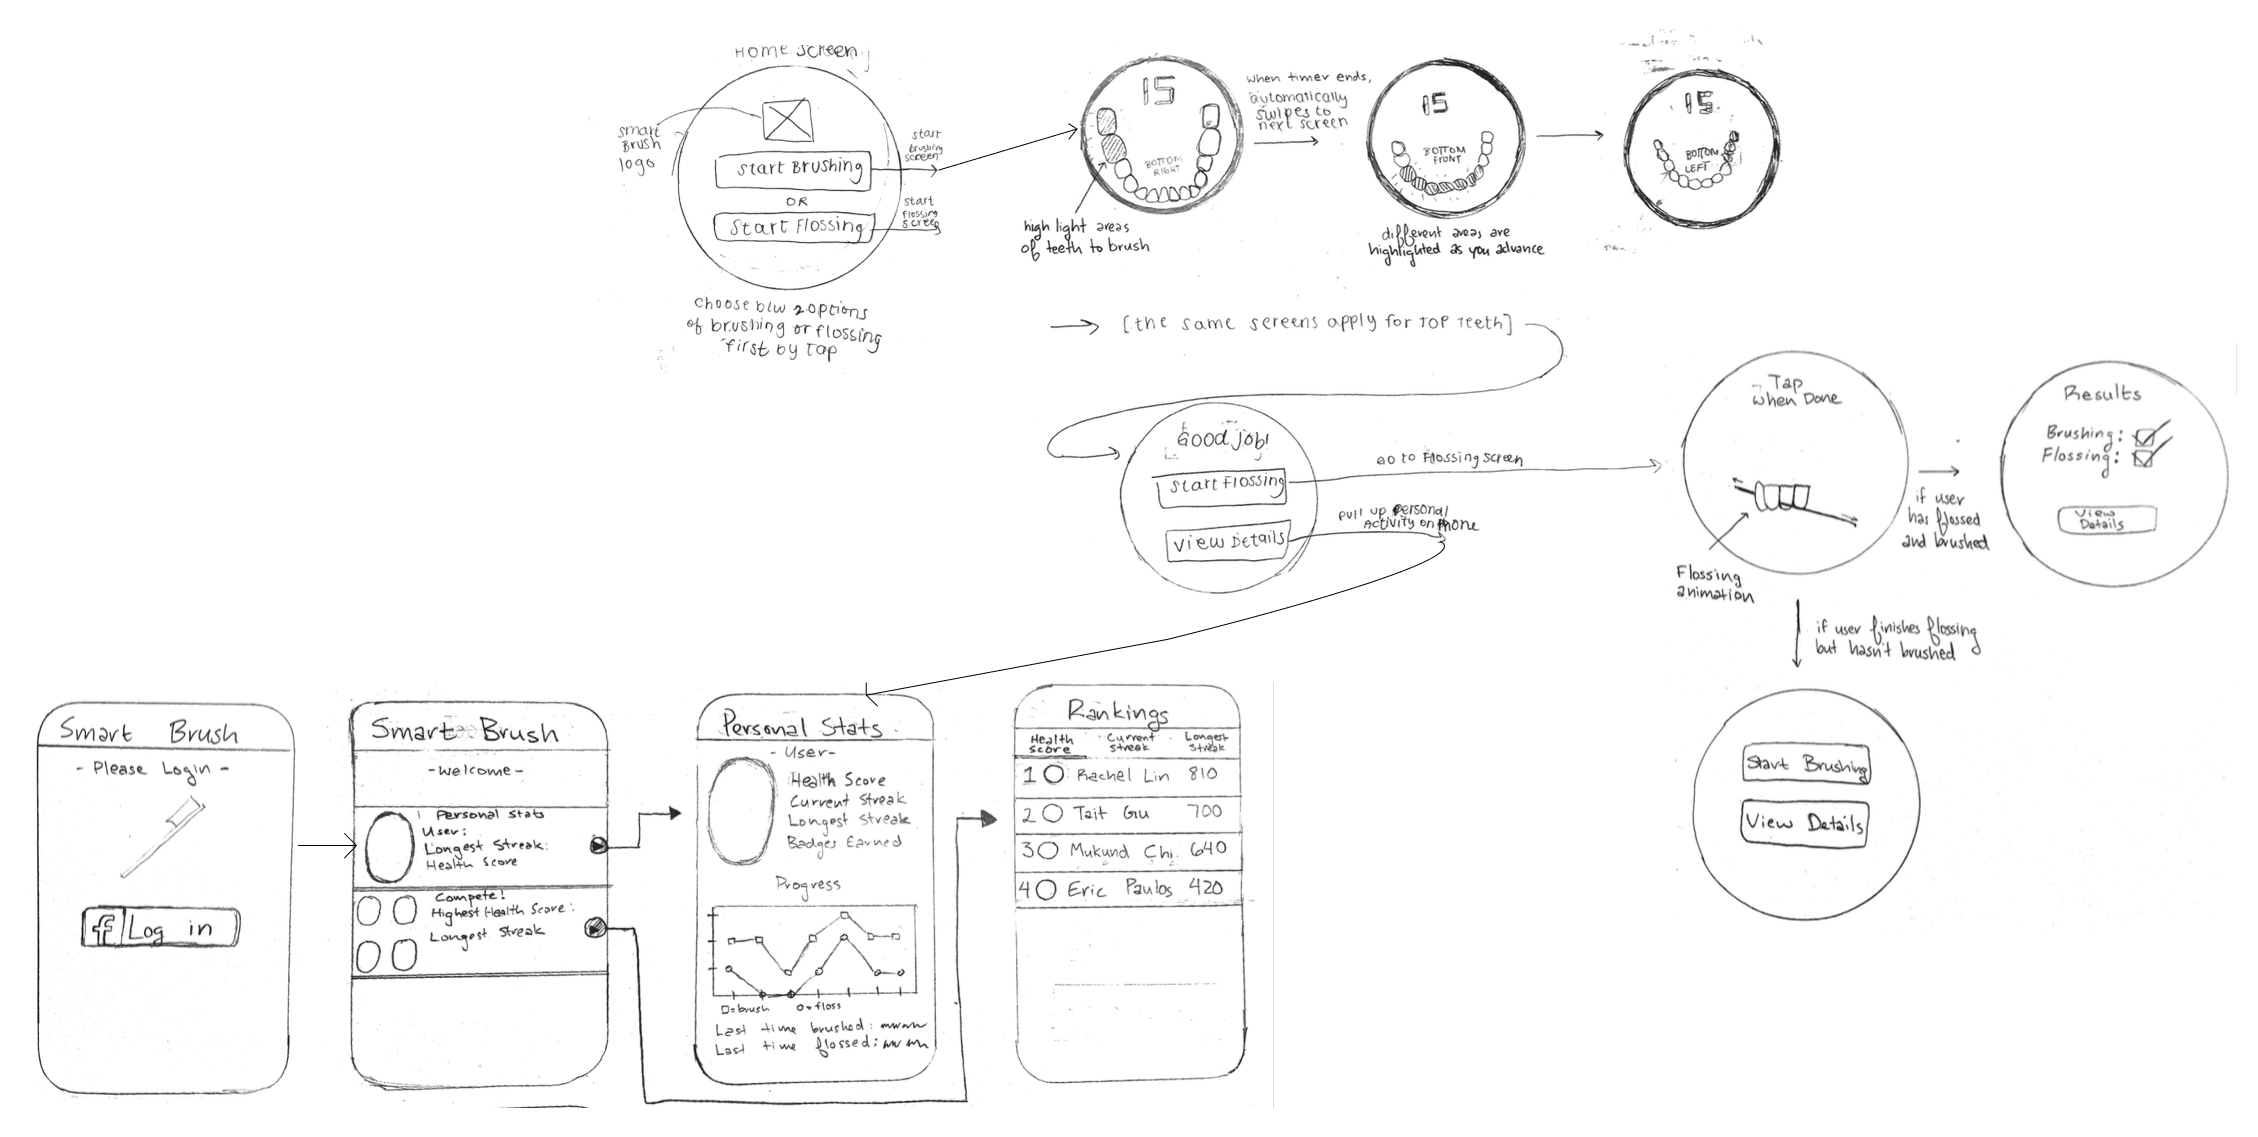 Home Screen
smart
Brush
logo
Start Brushing
OR
Start Flossing
start
brushing
screen
start
flossing
screen
Choose b/w 2 options
of brushing or flossing
first by Tap
15
BOTTOM
RIGHT
high light areas
of teeth to brush
when timer ends,
automatically
swipes to
next screen
15
BOTTOM
FRONT
different areas are
highlighted as you advance
15
BOTTOM
LEFT
[the same screens apply for TOP Teeth]
Good job!
Start Flossing
View Details
Go to Flossing screen
Pull up personal
Activity on Phone
Tap
when Done
Flossing
animation
if user
has flossed
and brushed
Results
Brushing:
Flossing:
View
Details
if user finishes flossing
but hasn't brushed
Start Brushing
View Details
Smart Brush
- Please Login -
f Log in
Smart Brush
-Welcome-
Personal Stats
User:
Longest Streak:
Health Score
Compete!
Highest Health Score:
Longest Streak
Personal Stats
-User-
Health Score
Current Streak
Longest Streak
Badges Earned
Progress
□=brush o=floss
Last time brushed:
Last time flossed:
Rankings
Health Score
Current Streak
Longest Streak
1 Rachel Lin 810
2 Tait Gu 700
3 Mukund Chi. 640
4 Eric Paulos 420